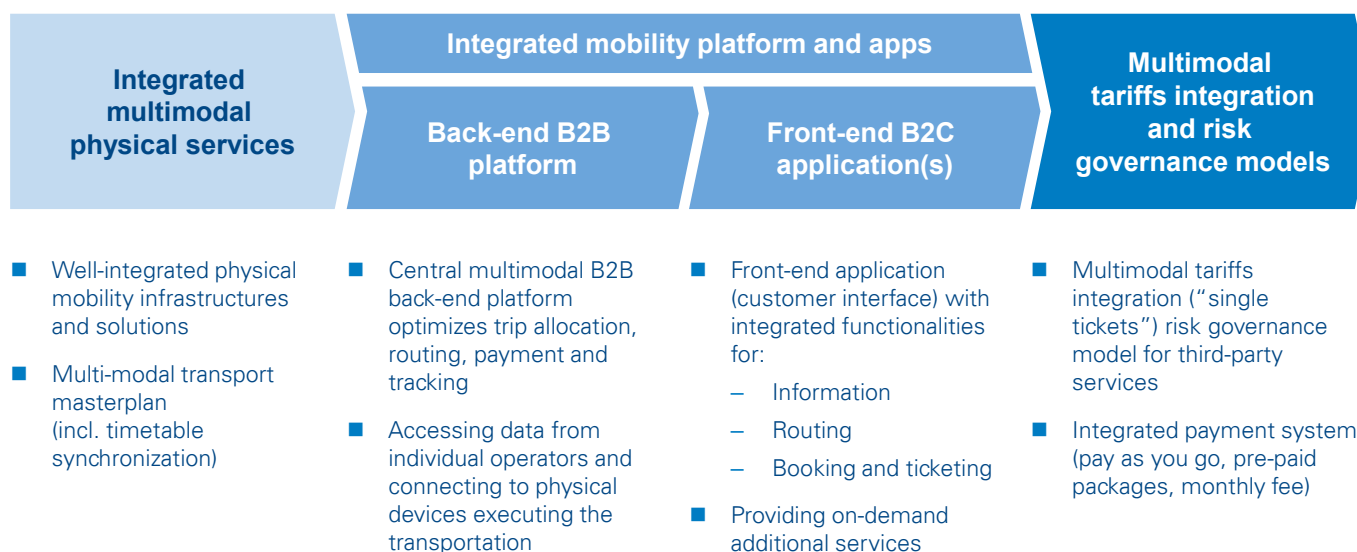 Integrated
multimodal
physical services
Integrated mobility platform and apps
Back-end B2B
platform
Front-end B2C
application(s)
Multimodal
tariffs integration
and risk
governance models
■ Well-integrated physical
mobility infrastructures
and solutions
■ Multi-modal transport
masterplan
(incl. timetable
synchronization)
■ Central multimodal B2B
back-end platform
optimizes trip allocation,
routing, payment and
tracking
■ Accessing data from
individual operators and
connecting to physical
devices executing the
transportation
■ Front-end application
(customer interface) with
integrated functionalities
for:
– Information
– Routing
– Booking and ticketing
■ Providing on-demand
additional services
■ Multimodal tariffs
integration (“single
tickets”) risk governance
model for third-party
services
■ Integrated payment system
(pay as you go, pre-paid
packages, monthly fee)